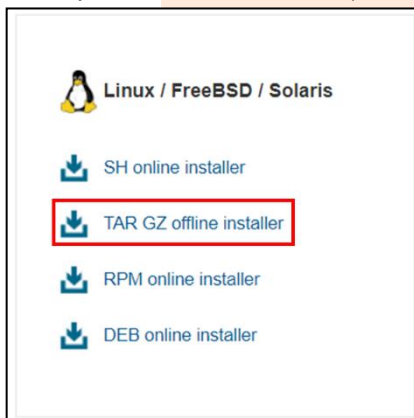 Linux / FreeBSD / Solaris
SH online installer
TAR GZ offline installer
RPM online installer
DEB online installer